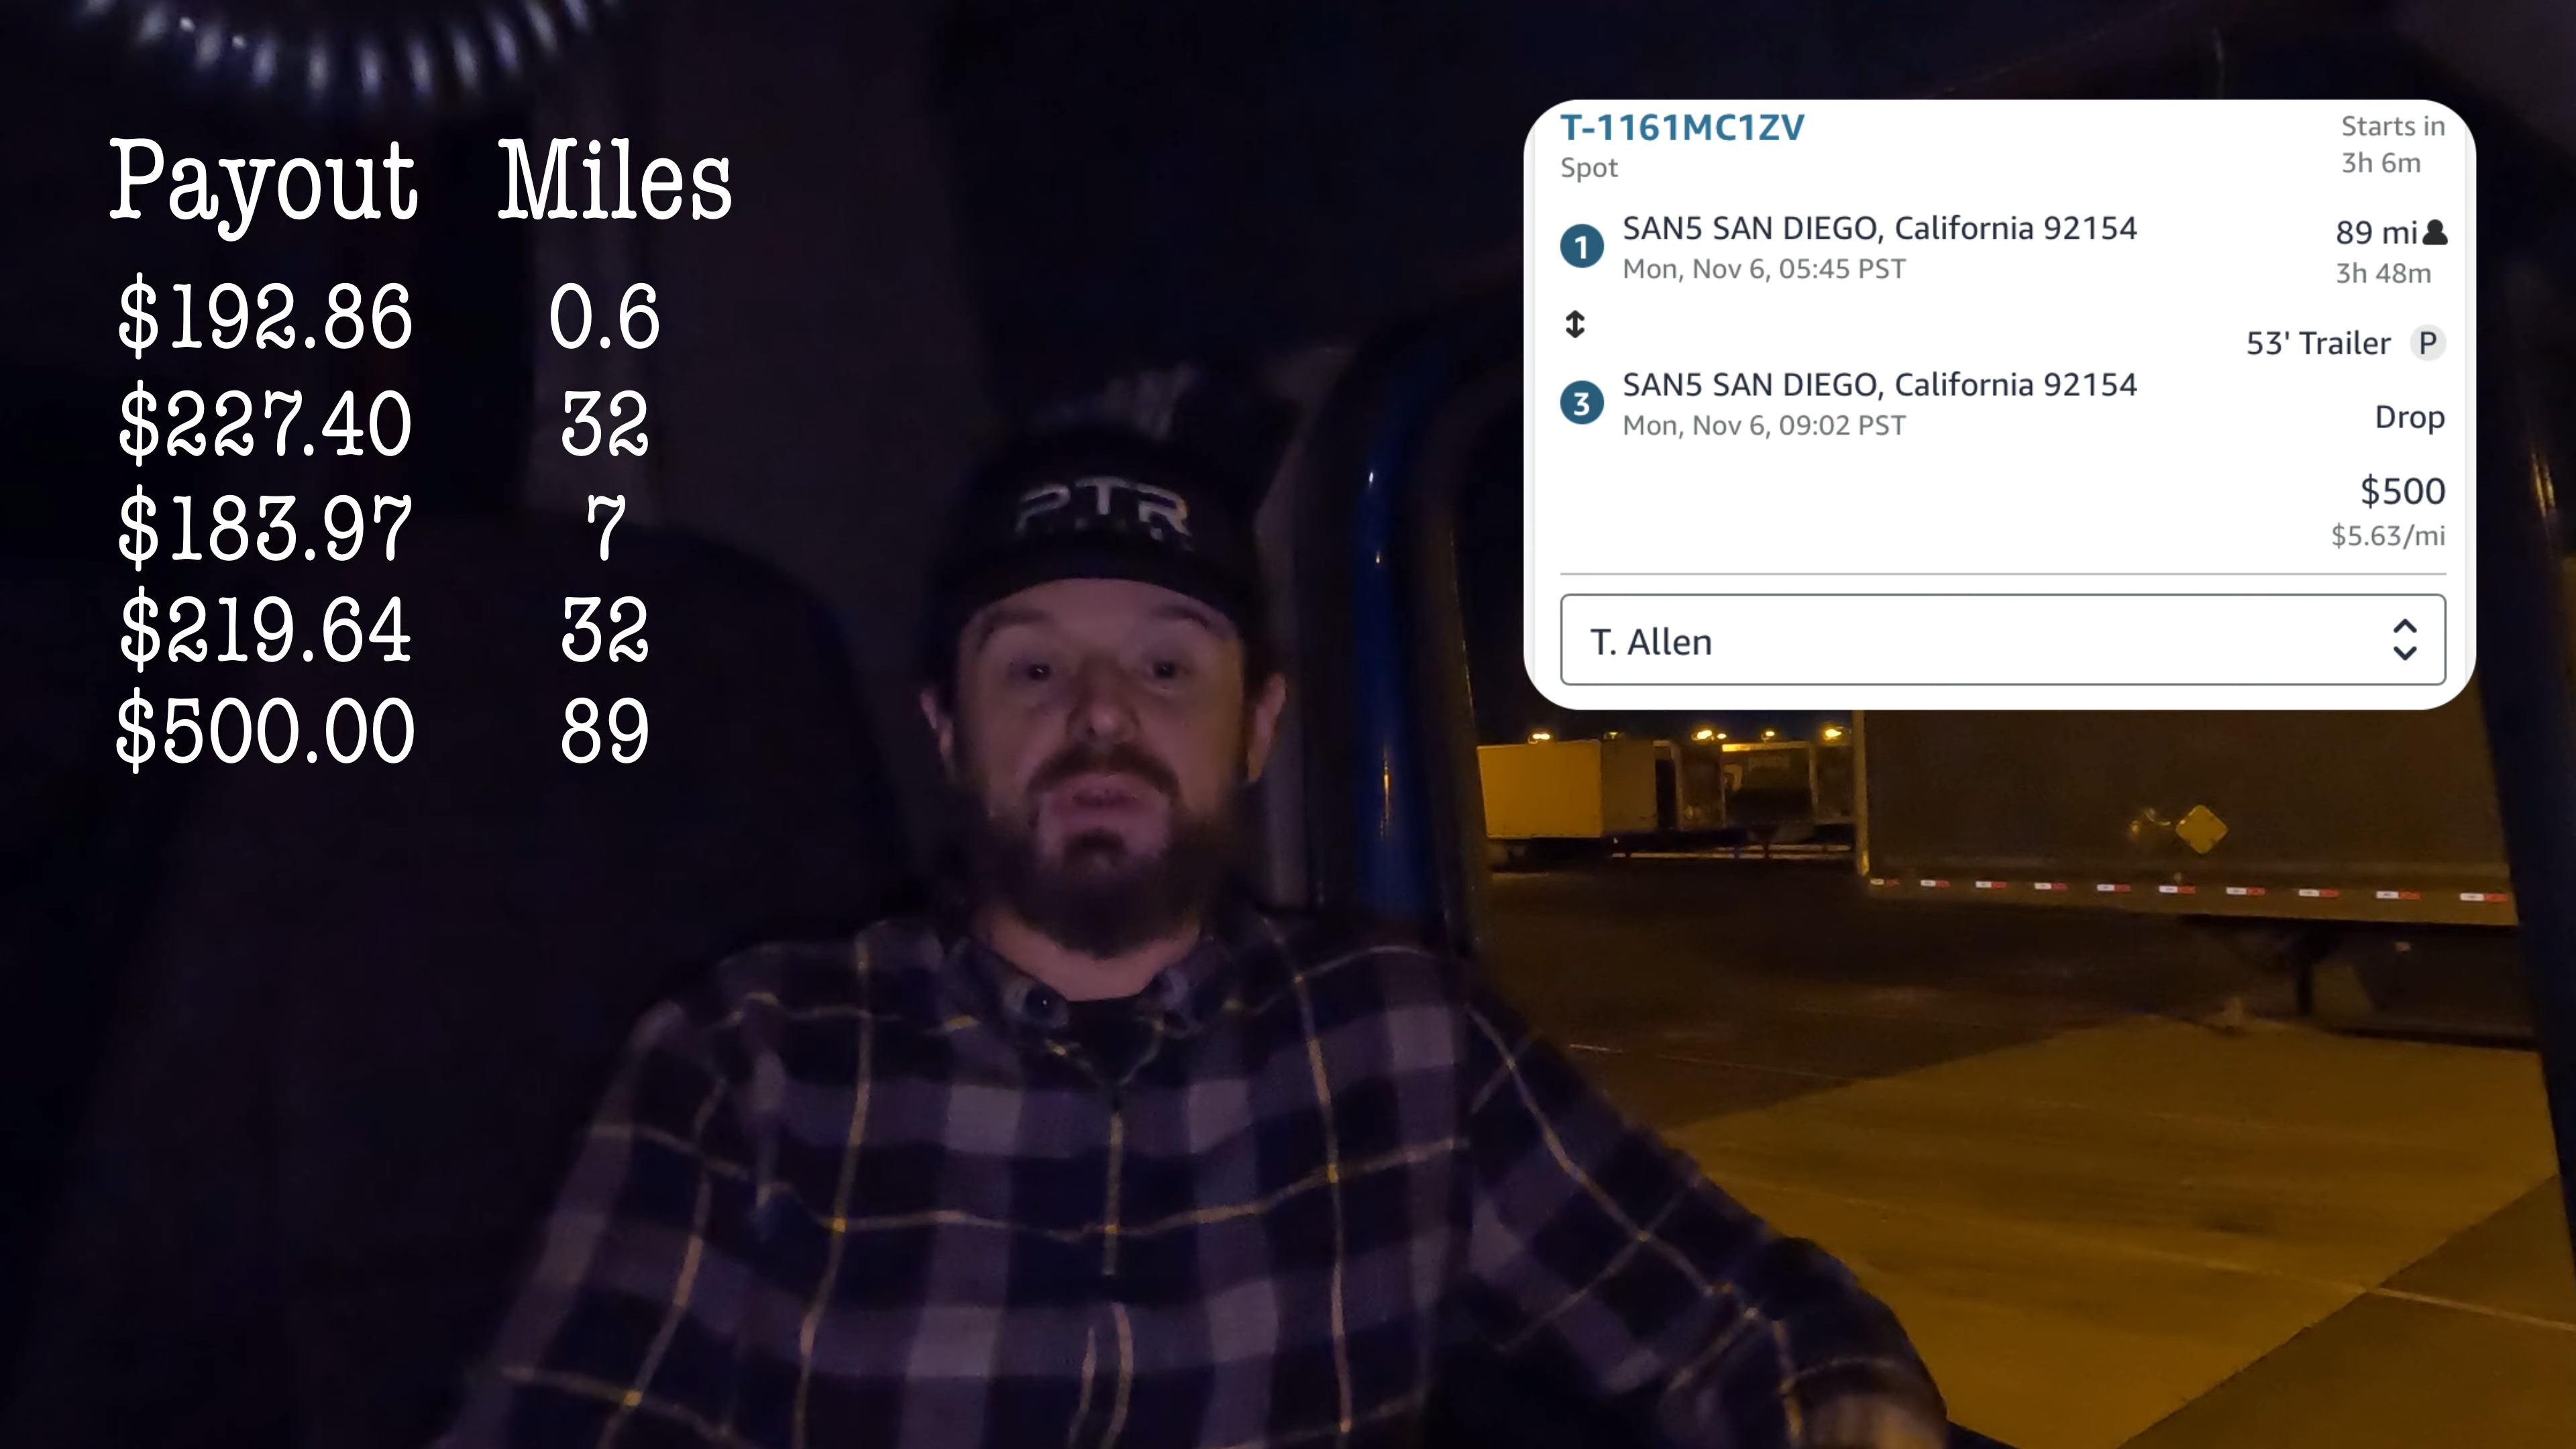 Payout Miles
$192.86 0.6
$227.40 32
$183.97 7
$219.64 32
$500.00 89
T-1161MC1ZV
Spot
Starts in
3h 6m
1
SAN5 SAN DIEGO, California 92154
Mon, Nov 6, 05:45 PST
89 mi
3h 48m
53' Trailer P
3
SAN5 SAN DIEGO, California 92154
Mon, Nov 6, 09:02 PST
Drop
$500
$5.63/mi
T. Allen
PTR